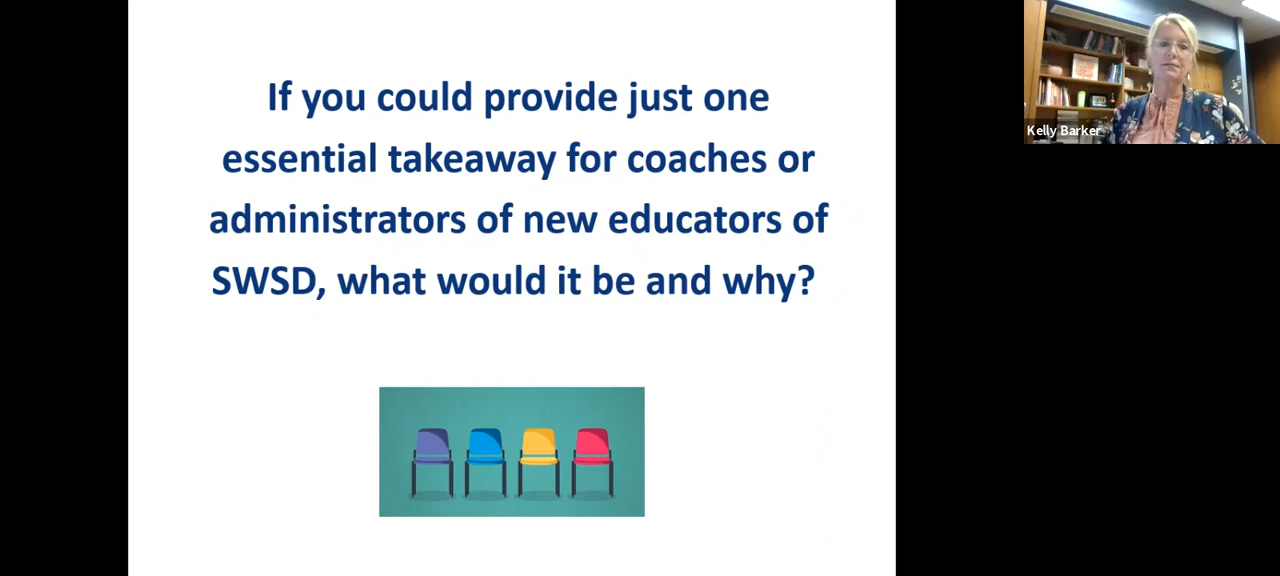 If you could provide just one
essential takeaway for coaches or
administrators of new educators of
SWSD, what would it be and why?
Kelly Barker